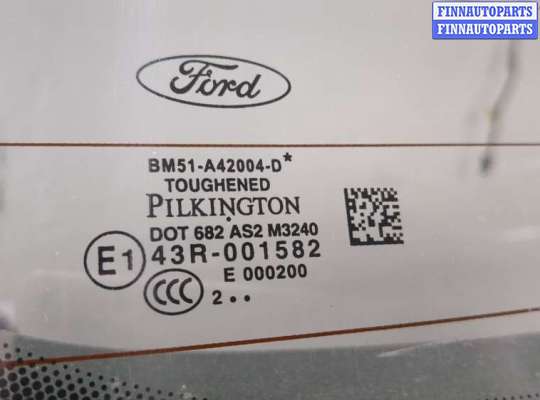 FINNAUTOPARTS
FINNAUTOPARTS
Ford
BM51-A42004-D*
TOUGHENED
PILKINGTON
DOT 682 AS2 M3240
E1 43R-001582
E 000200
CCC 2..